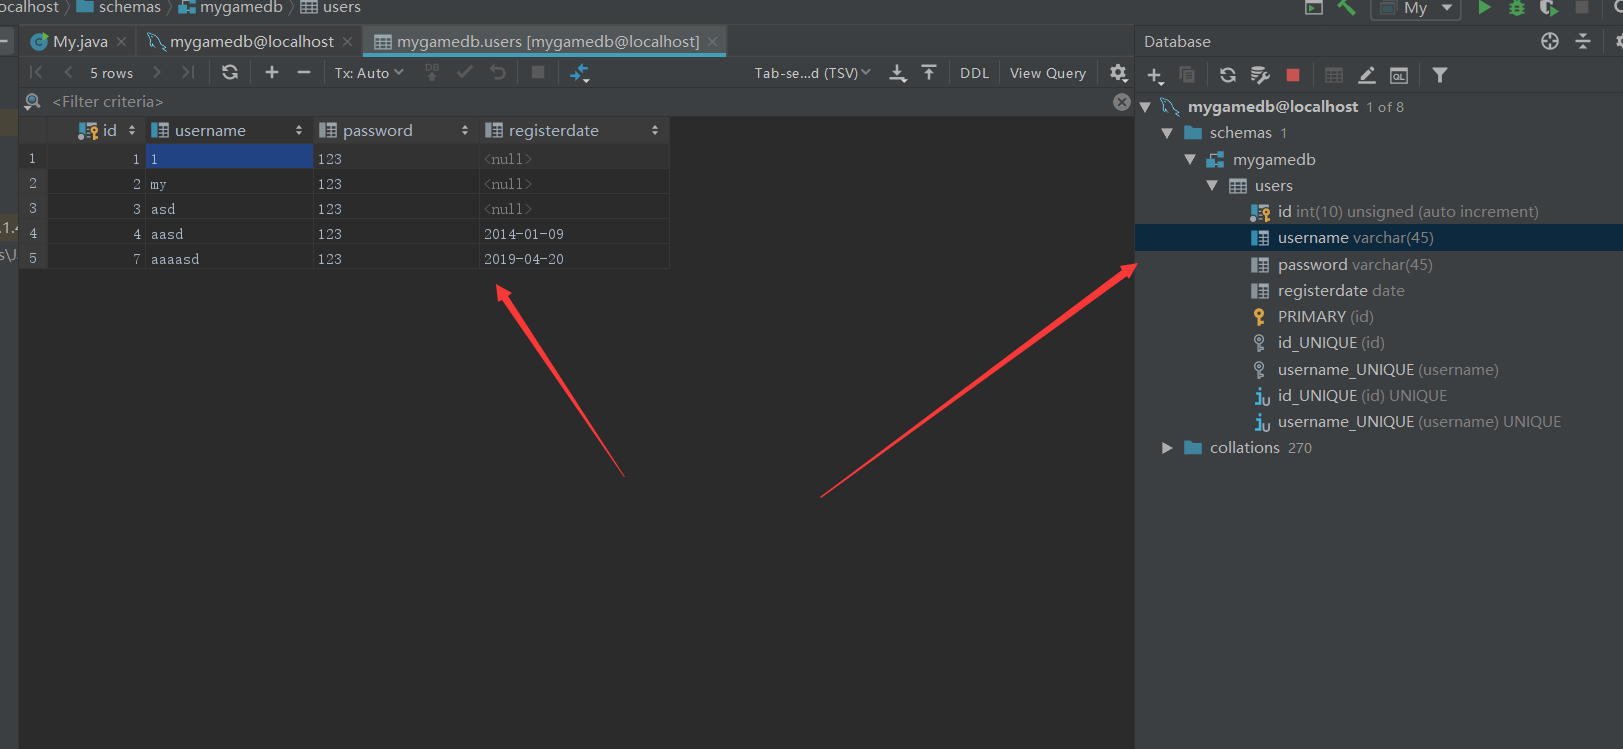 ocalhost schemas mygamedb users
My
My.java mygamedb@localhost mygamedb.users [mygamedb@localhost]
Database
5 rows Tx: Auto DB Tab-se...d (TSV) DDL View Query
QL
<Filter criteria>
id username password registerdate
1 1 1 123 <null>
2 2 my 123 <null>
3 3 asd 123 <null>
4 4 aasd 123 2014-01-09
5 7 aaaasd 123 2019-04-20
.1.4
s\J
mygamedb@localhost 1 of 8
schemas 1
mygamedb
users
id int(10) unsigned (auto increment)
username varchar(45)
password varchar(45)
registerdate date
PRIMARY (id)
id_UNIQUE (id)
username_UNIQUE (username)
id_UNIQUE (id) UNIQUE
username_UNIQUE (username) UNIQUE
collations 270